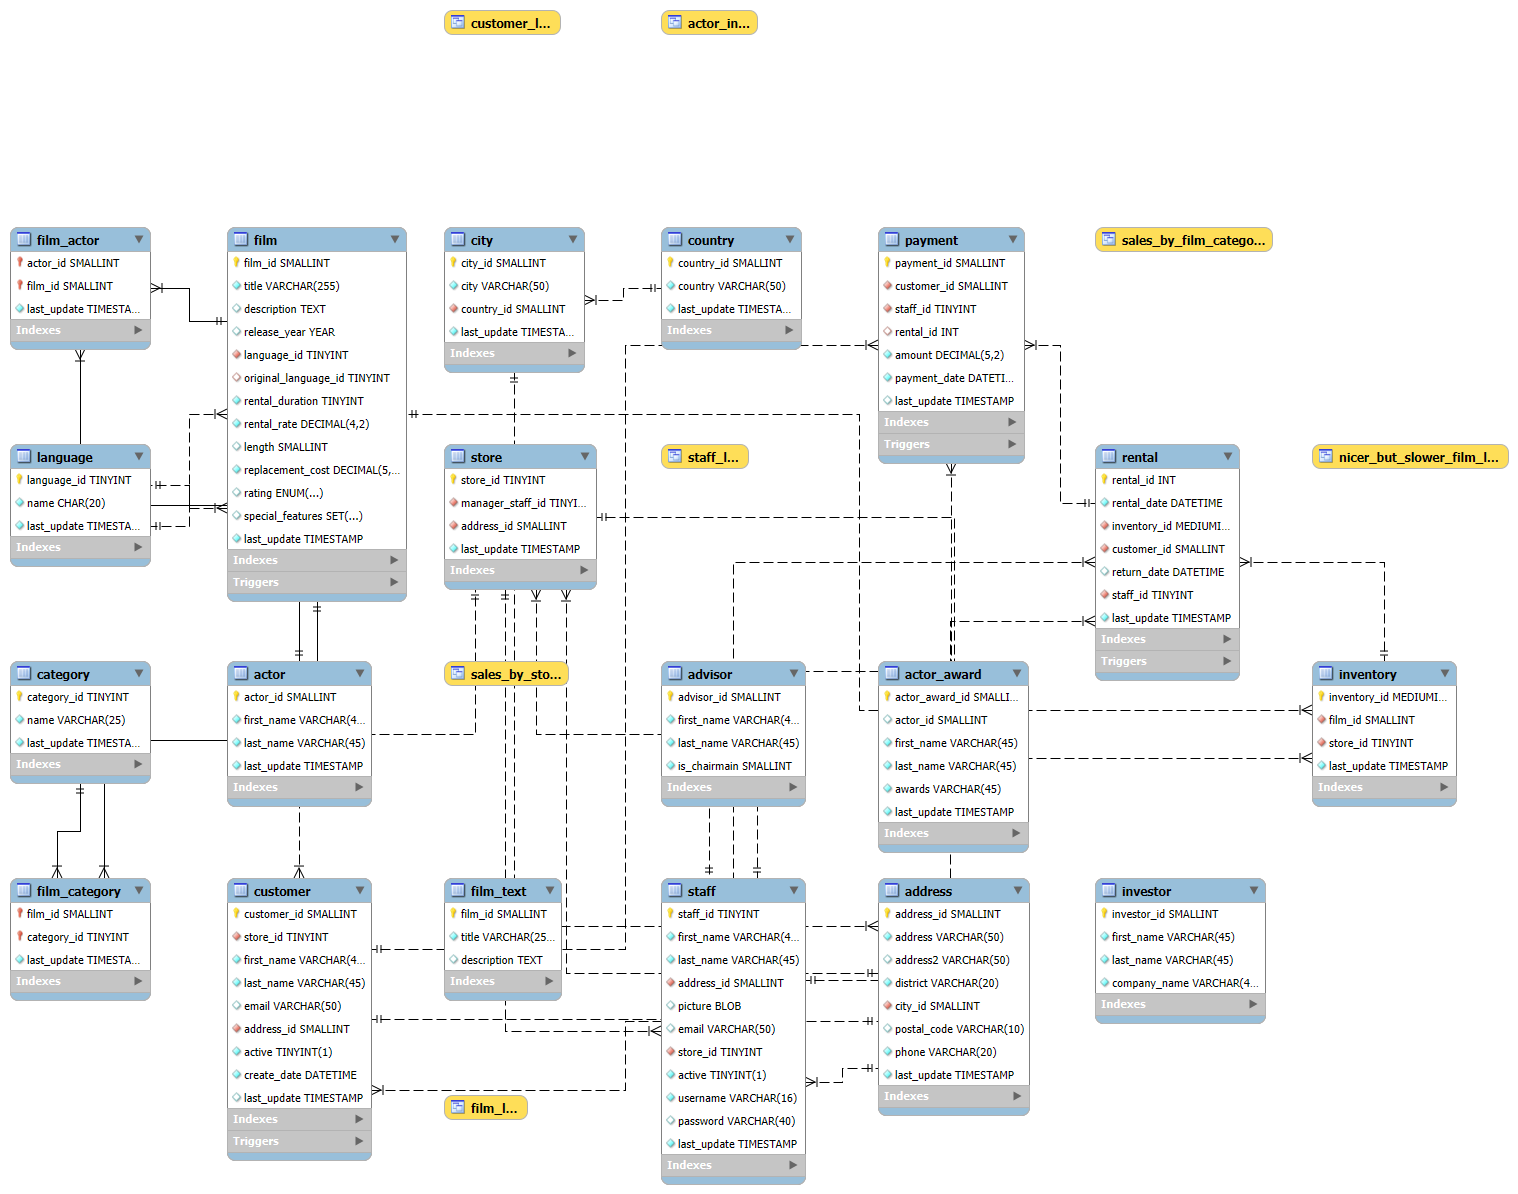 customer_l...
actor_in...
film_actor
actor_id SMALLINT
film_id SMALLINT
last_update TIMESTA...
Indexes
film
film_id SMALLINT
title VARCHAR(255)
description TEXT
release_year YEAR
language_id TINYINT
original_language_id TINYINT
rental_duration TINYINT
rental_rate DECIMAL(4,2)
length SMALLINT
replacement_cost DECIMAL(5,...
rating ENUM(...)
special_features SET(...)
last_update TIMESTAMP
Indexes
Triggers
city
city_id SMALLINT
city VARCHAR(50)
country_id SMALLINT
last_update TIMESTA...
Indexes
country
country_id SMALLINT
country VARCHAR(50)
last_update TIMESTA...
Indexes
payment
payment_id SMALLINT
customer_id SMALLINT
staff_id TINYINT
rental_id INT
amount DECIMAL(5,2)
payment_date DATETI...
last_update TIMESTAMP
Indexes
Triggers
sales_by_film_catego...
language
language_id TINYINT
name CHAR(20)
last_update TIMESTA...
Indexes
store
store_id TINYINT
manager_staff_id TINYI...
address_id SMALLINT
last_update TIMESTAMP
Indexes
staff_l...
rental
rental_id INT
rental_date DATETIME
inventory_id MEDIUMI...
customer_id SMALLINT
return_date DATETIME
staff_id TINYINT
last_update TIMESTAMP
Indexes
Triggers
nicer_but_slower_film_l...
category
category_id TINYINT
name VARCHAR(25)
last_update TIMESTA...
Indexes
actor
actor_id SMALLINT
first_name VARCHAR(4...
last_name VARCHAR(45)
last_update TIMESTAMP
Indexes
sales_by_sto...
advisor
advisor_id SMALLINT
first_name VARCHAR(4...
last_name VARCHAR(45)
is_chairmain SMALLINT
Indexes
actor_award
actor_award_id SMALLI...
actor_id SMALLINT
first_name VARCHAR(45)
last_name VARCHAR(45)
awards VARCHAR(45)
last_update TIMESTAMP
Indexes
inventory
inventory_id MEDIUMI...
film_id SMALLINT
store_id TINYINT
last_update TIMESTAMP
Indexes
film_category
film_id SMALLINT
category_id TINYINT
last_update TIMESTA...
Indexes
customer
customer_id SMALLINT
store_id TINYINT
first_name VARCHAR(4...
last_name VARCHAR(45)
email VARCHAR(50)
address_id SMALLINT
active TINYINT(1)
create_date DATETIME
last_update TIMESTAMP
Indexes
Triggers
film_text
film_id SMALLINT
title VARCHAR(25...
description TEXT
Indexes
film_l...
staff
staff_id TINYINT
first_name VARCHAR(4...
last_name VARCHAR(45)
address_id SMALLINT
picture BLOB
email VARCHAR(50)
store_id TINYINT
active TINYINT(1)
username VARCHAR(16)
password VARCHAR(40)
last_update TIMESTAMP
Indexes
address
address_id SMALLINT
address VARCHAR(50)
address2 VARCHAR(50)
district VARCHAR(20)
city_id SMALLINT
postal_code VARCHAR(10)
phone VARCHAR(20)
last_update TIMESTAMP
Indexes
investor
investor_id SMALLINT
first_name VARCHAR(45)
last_name VARCHAR(45)
company_name VARCHAR(4...
Indexes